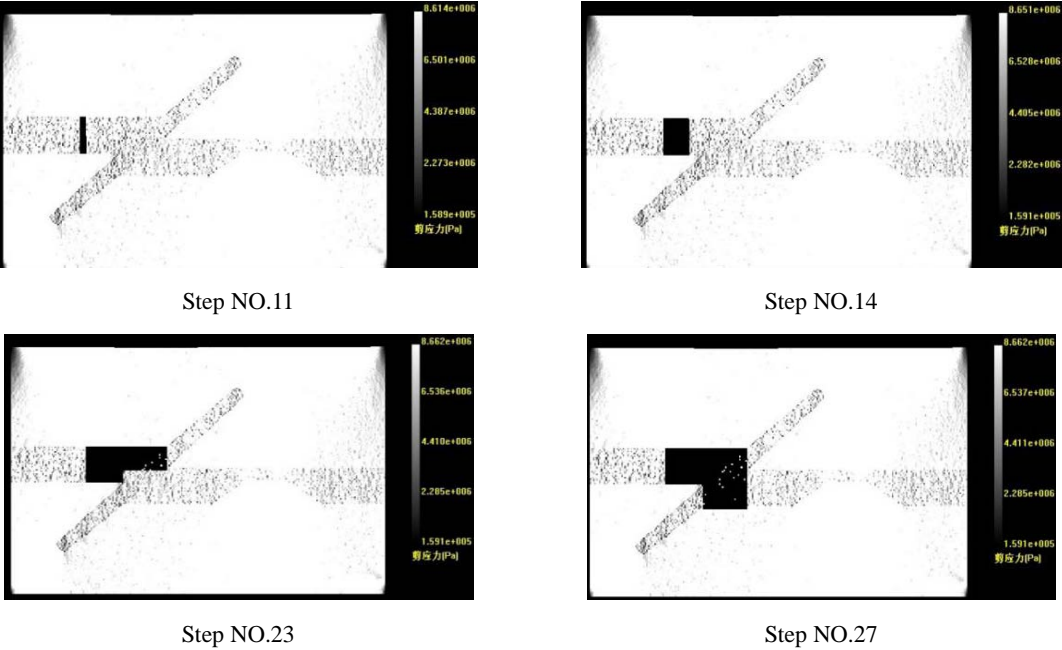 8.614e+006
6.501e+006
4.387e+006
2.273e+006
1.589e+005
剪应力[Pa]
8.651e+006
6.528e+006
4.405e+006
2.282e+006
1.591e+005
剪应力[Pa]
Step NO.11
Step NO.14
8.662e+006
6.536e+006
4.410e+006
2.285e+006
1.591e+005
剪应力[Pa]
8.662e+006
6.537e+006
4.411e+006
2.285e+006
1.591e+005
剪应力[Pa]
Step NO.23
Step NO.27